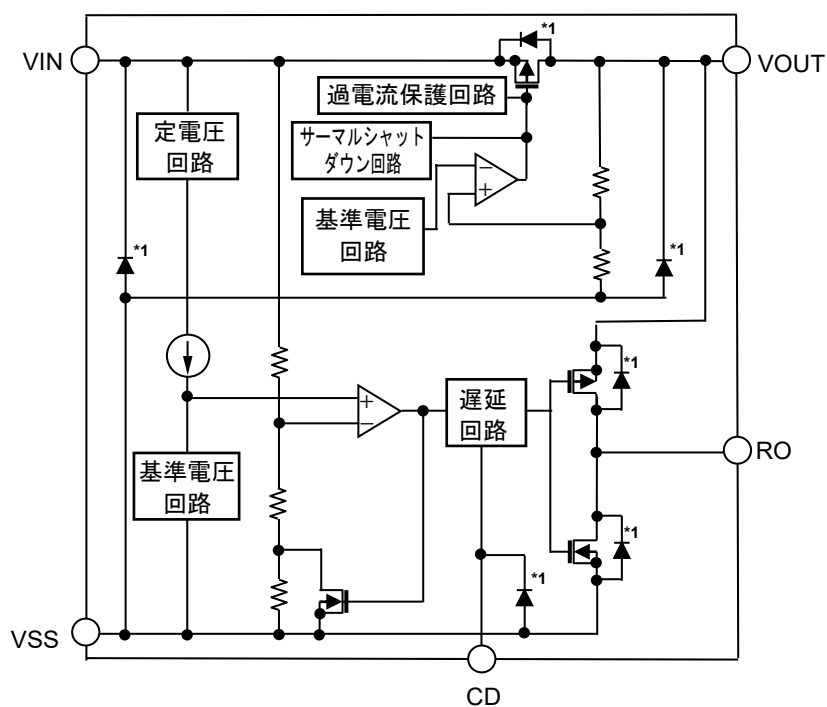 *1
VIN
VOUT
過電流保護回路
定電圧
回路
サーマルシャット
ダウン回路
−
+
基準電圧
回路
*1
*1
*1
+
−
遅延
回路
RO
基準電圧
回路
*1
*1
VSS
CD